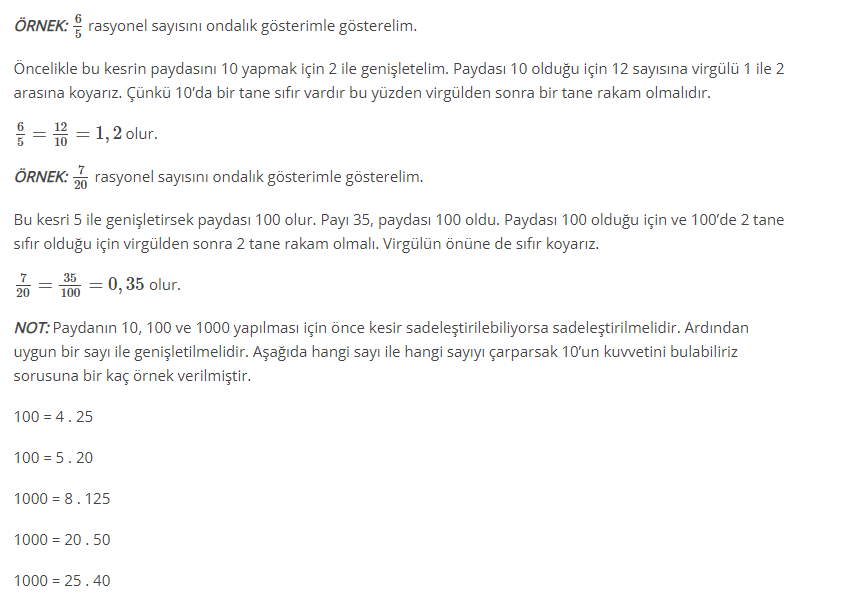 ÖRNEK: 6/5 rasyonel sayısını ondalık gösterimle gösterelim.
Öncelikle bu kesrin paydasını 10 yapmak için 2 ile genişletelim. Paydası 10 olduğu için 12 sayısına virgülü 1 ile 2
arasına koyarız. Çünkü 10’da bir tane sıfır vardır bu yüzden virgülden sonra bir tane rakam olmalıdır.
6/5 = 12/10 = 1, 2 olur.
ÖRNEK: 7/20 rasyonel sayısını ondalık gösterimle gösterelim.
Bu kesri 5 ile genişletirsek paydası 100 olur. Payı 35, paydası 100 oldu. Paydası 100 olduğu için ve 100’de 2 tane
sıfır olduğu için virgülden sonra 2 tane rakam olmalı. Virgülün önüne de sıfır koyarız.
7/20 = 35/100 = 0, 35 olur.
NOT: Paydanın 10, 100 ve 1000 yapılması için önce kesir sadeleştirilebiliyorsa sadeleştirilmelidir. Ardından
uygun bir sayı ile genişletilmelidir. Aşağıda hangi sayı ile hangi sayıyı çarparsak 10’un kuvvetini bulabiliriz
sorusuna bir kaç örnek verilmiştir.
100 = 4 . 25
100 = 5 . 20
1000 = 8 . 125
1000 = 20 . 50
1000 = 25 . 40